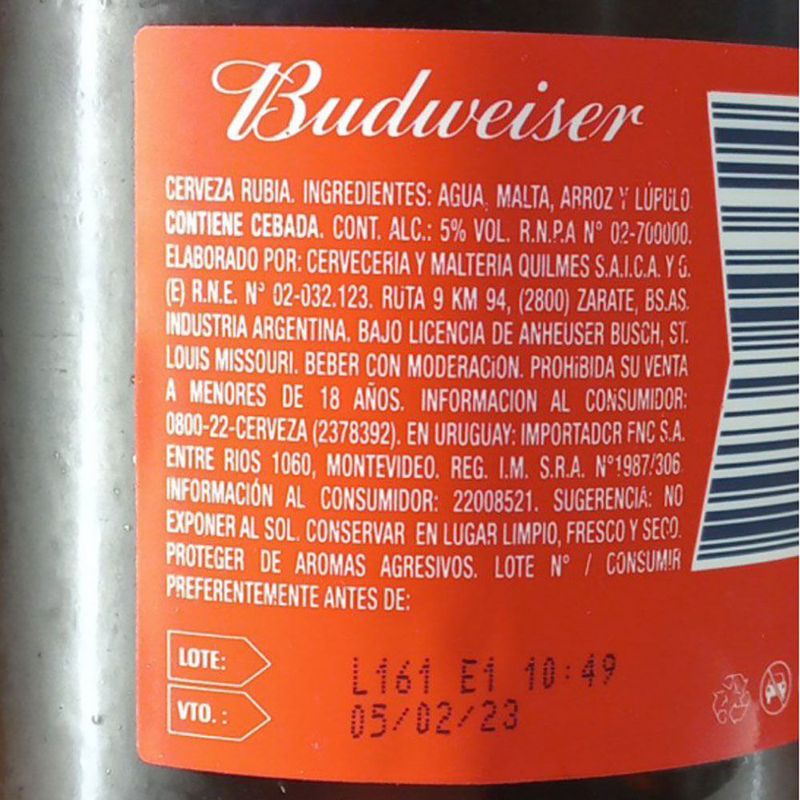 Budweiser
CERVEZA RUBIA. INGREDIENTES: AGUA, MALTA, ARROZ Y LÚPULO.
CONTIENE CEBADA. CONT. ALC.: 5% VOL. R.N.P.A N° 02-700000.
ELABORADO POR: CERVECERIA Y MALTERIA QUILMES S.A.I.C.A. Y G.
(E) R.N.E. N° 02-032.123. RUTA 9 KM 94, (2800) ZARATE, BS.AS.
INDUSTRIA ARGENTINA. BAJO LICENCIA DE ANHEUSER BUSCH, ST.
LOUIS MISSOURI. BEBER CON MODERACION. PROHIBIDA SU VENTA
A MENORES DE 18 AÑOS. INFORMACION AL CONSUMIDOR:
0800-22-CERVEZA (2378392). EN URUGUAY: IMPORTADOR FNC S.A.
ENTRE RIOS 1060, MONTEVIDEO. REG. I.M. S.R.A. N°1987/306
INFORMACIÓN AL CONSUMIDOR: 22008521. SUGERENCIA: NO
EXPONER AL SOL. CONSERVAR EN LUGAR LIMPIO, FRESCO Y SECO.
PROTEGER DE AROMAS AGRESIVOS. LOTE N° / CONSUMIR
PREFERENTEMENTE ANTES DE:
LOTE: L161 E1 10:49
VTO.: 05/02/23